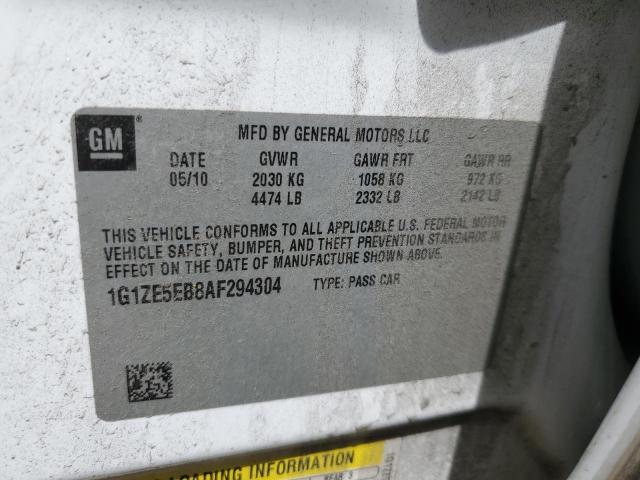 GM ® MFD BY GENERAL MOTORS LLC
DATE GVWR GAWR FRT GAWR RR
05/10 2030 KG 1058 KG 972 KG
4474 LB 2332 LB 2142 LB
THIS VEHICLE CONFORMS TO ALL APPLICABLE U.S. FEDERAL MOTOR
VEHICLE SAFETY, BUMPER, AND THEFT PREVENTION STANDARDS IN
EFFECT ON THE DATE OF MANUFACTURE SHOWN ABOVE.
1G1ZE5EB8AF294304 TYPE: PASS CAR
LOADING INFORMATION
REAR 3